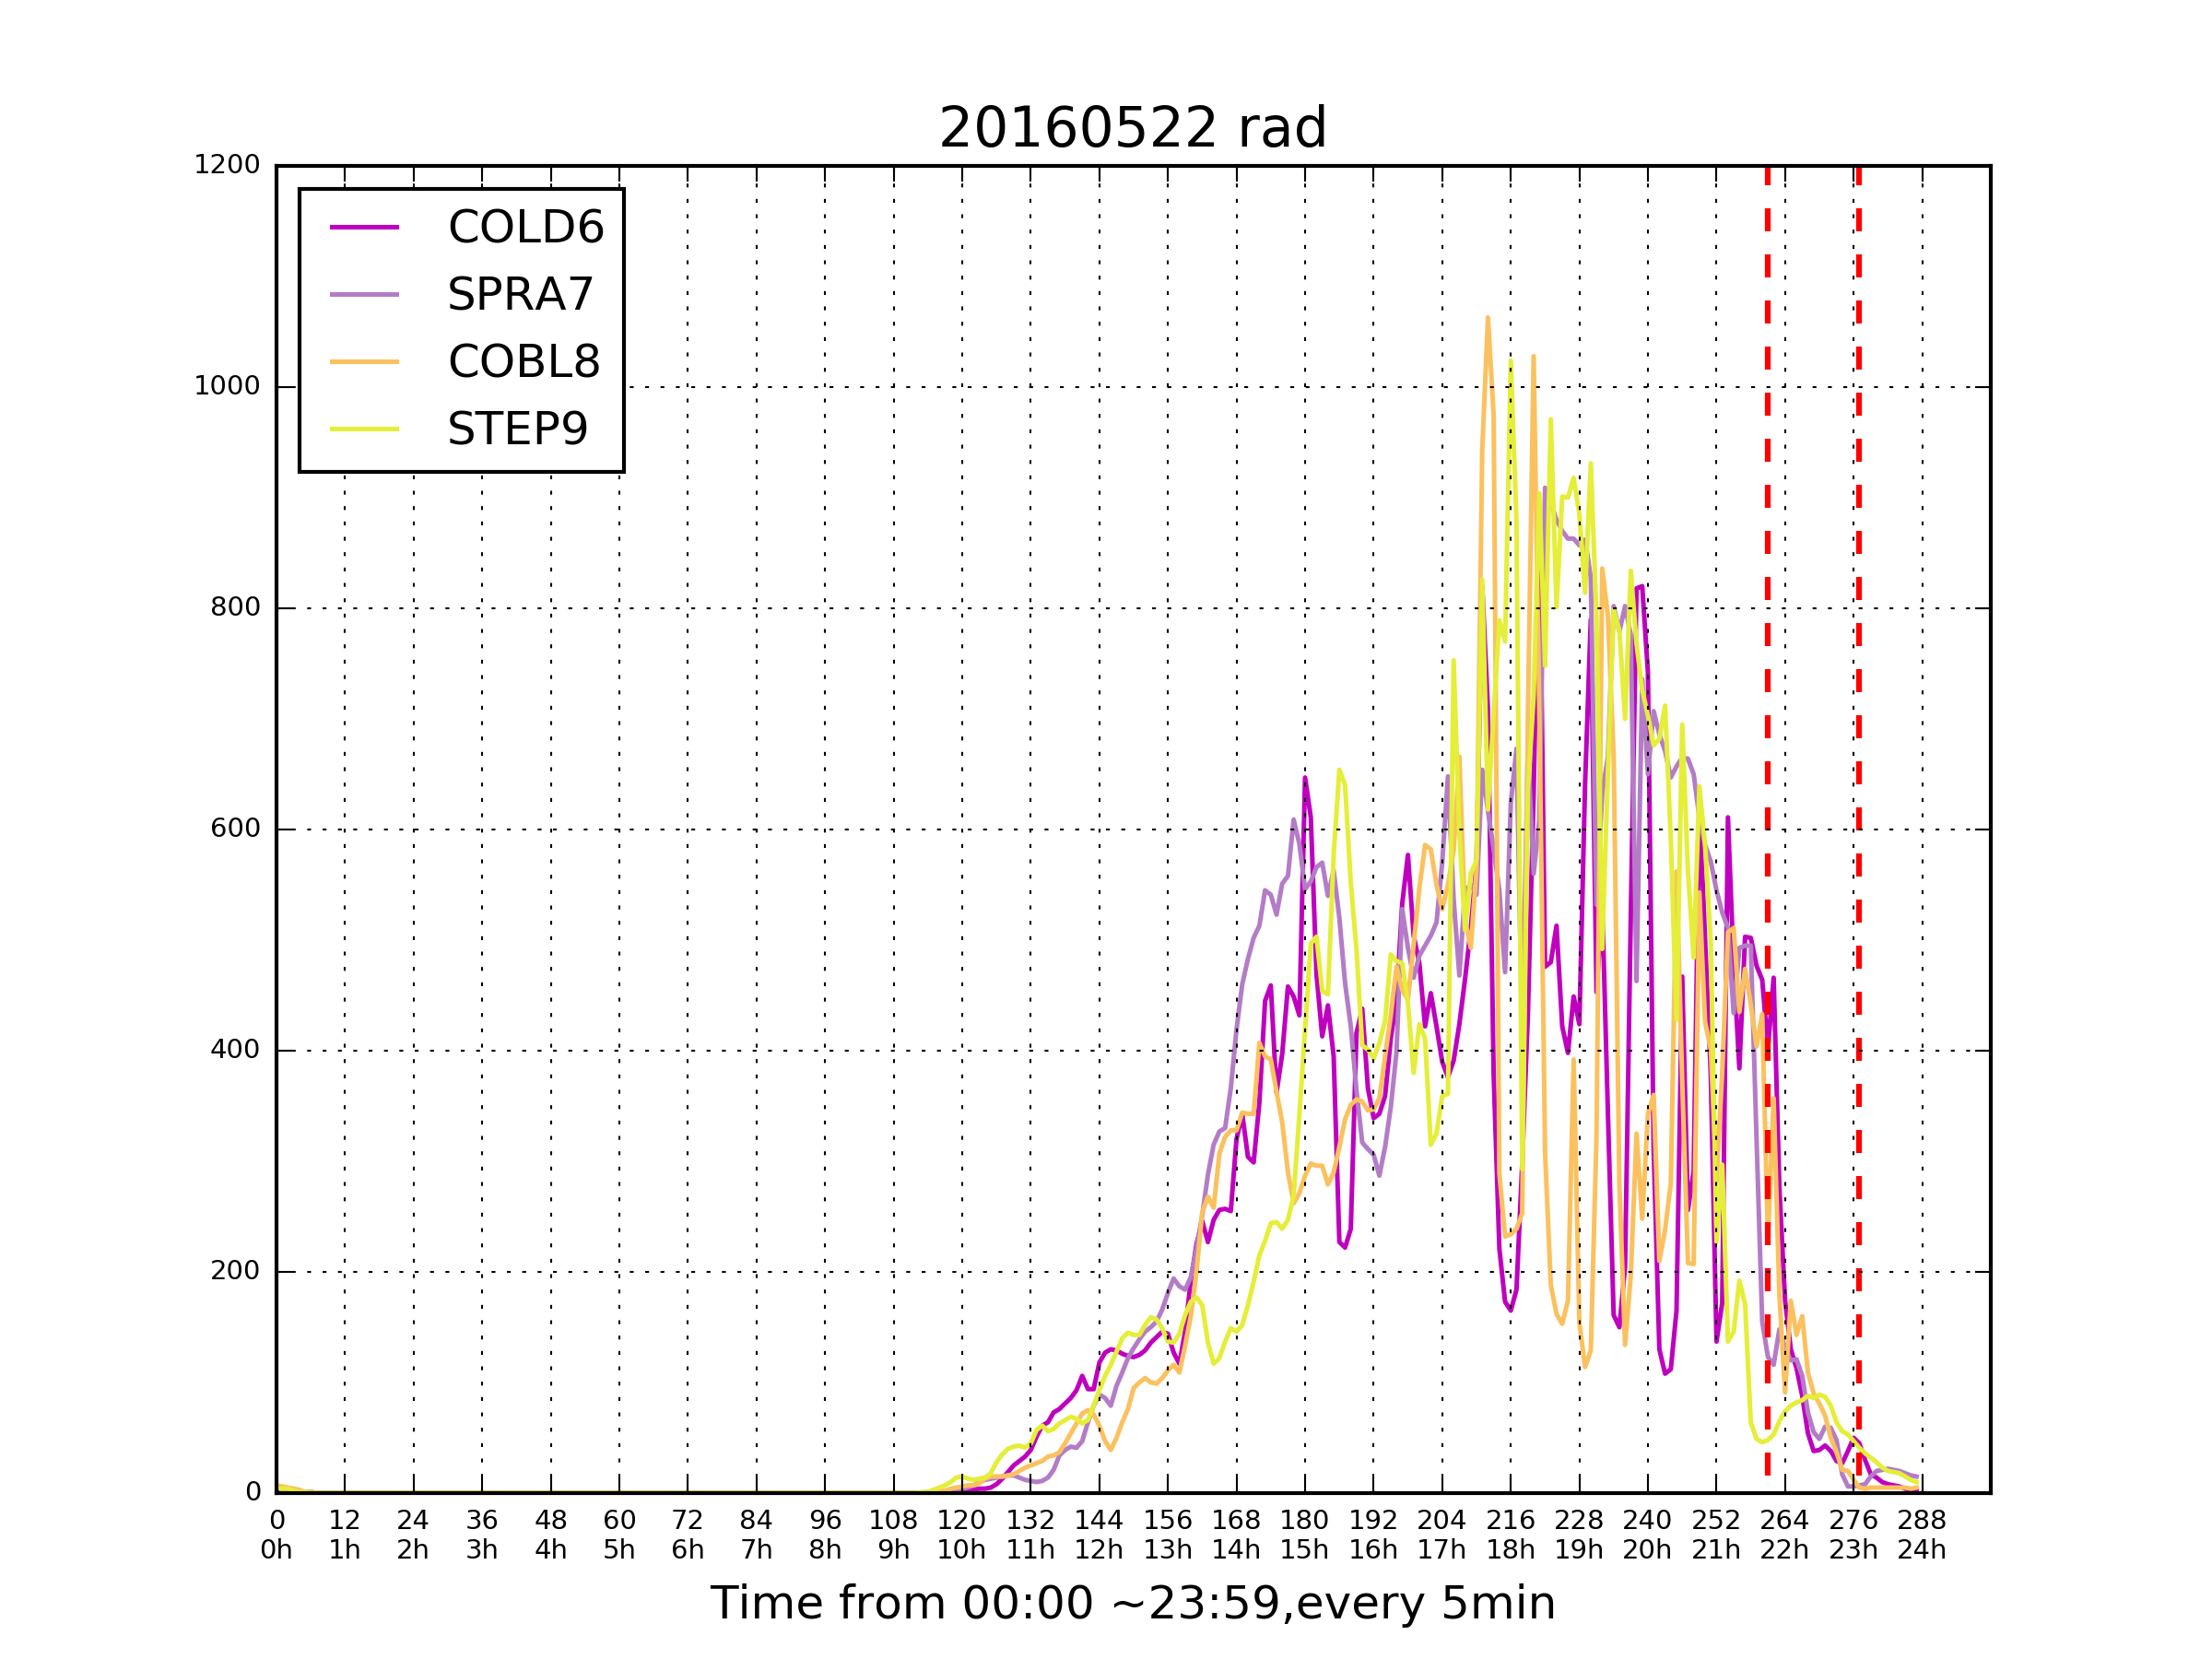 20160522 rad
1200
1000
800
600
400
200
0
COLD6
SPRA7
COBL8
STEP9
0 12 24 36 48 60 72 84 96 108 120 132 144 156 168 180 192 204 216 228 240 252 264 276 288
0h 1h 2h 3h 4h 5h 6h 7h 8h 9h 10h 11h 12h 13h 14h 15h 16h 17h 18h 19h 20h 21h 22h 23h 24h
Time from 00:00 ~23:59,every 5min